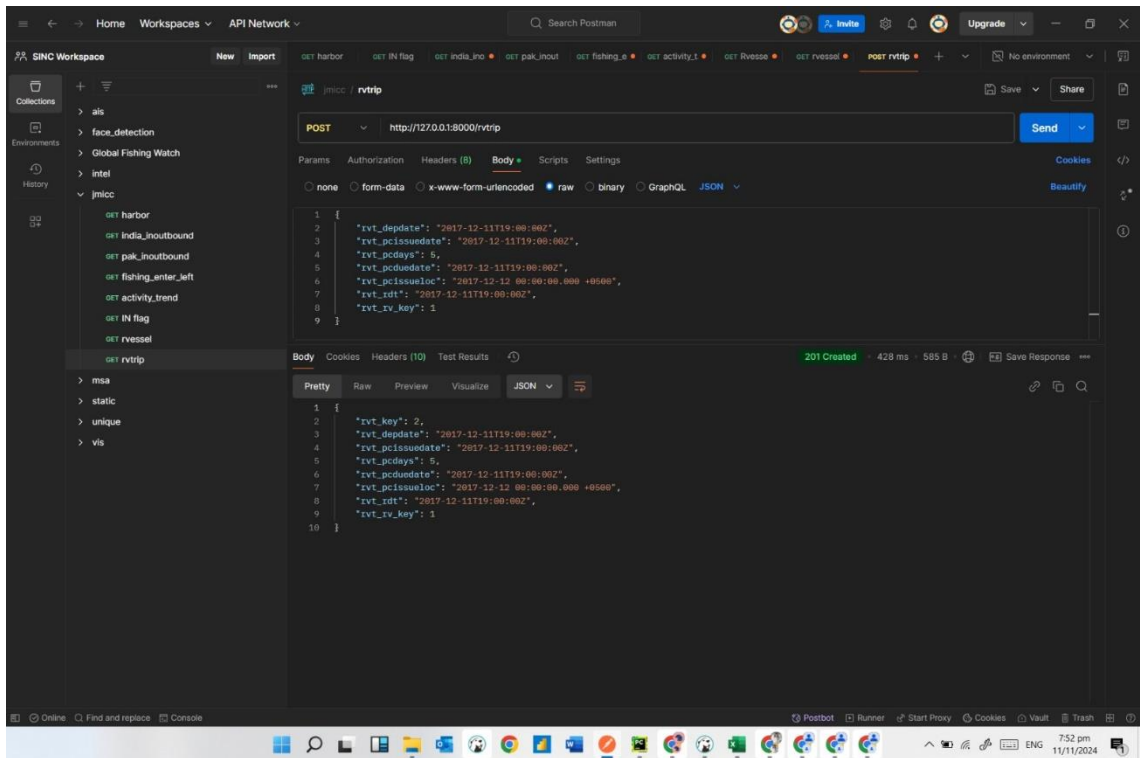 Home Workspaces API Network Search Postman Invite Upgrade
SINC Workspace New Import GET harbor GET IN flag GET india_ino GET pak_inout GET fishing_e GET activity_t. GET Rvesse GET rvessel POST rvtrip No environment
Collections
Environments
History
ais
face_detection
Global Fishing Watch
intel
jmicc
GET harbor
GET india_inoutbound
GET pak_inoutbound
GET fishing_enter_left
GET activity_trend
GET IN flag
GET rvessel
GET rvtrip
msa
static
unique
vis
jmicc / rvtrip Save Share
POST http://127.0.0.1:8000/rvtrip Send
Params Authorization Headers (8) Body Scripts Settings Cookies
none form-data x-www-form-urlencoded raw binary GraphQL JSON Beautify
1 {
2 "rvt_depdate": "2017-12-11T19:00:00Z",
3 "rvt_pcissuedate": "2017-12-11T19:00:00Z",
4 "rvt_pcdays": 5,
5 "rvt_pcduedate": "2017-12-11T19:00:00Z",
6 "rvt_pcissueloc": "2017-12-12 00:00:00.000 +0500",
7 "rvt_rdt": "2017-12-11T19:00:00Z",
8 "rvt_rv_key": 1
9 }
Body Cookies Headers (10) Test Results 201 Created 428 ms 585 B Save Response
Pretty Raw Preview Visualize JSON
1 {
2 "rvt_key": 2,
3 "rvt_depdate": "2017-12-11T19:00:00Z",
4 "rvt_pcissuedate": "2017-12-11T19:00:00Z",
5 "rvt_pcdays": 5,
6 "rvt_pcduedate": "2017-12-11T19:00:00Z",
7 "rvt_pcissueloc": "2017-12-12 00:00:00.000 +0500",
8 "rvt_rdt": "2017-12-11T19:00:00Z",
9 "rvt_rv_key": 1
10 }
Online Find and replace Console Postbot Runner Start Proxy Cookies Vault Trash
ENG 7:52 pm
11/11/2024